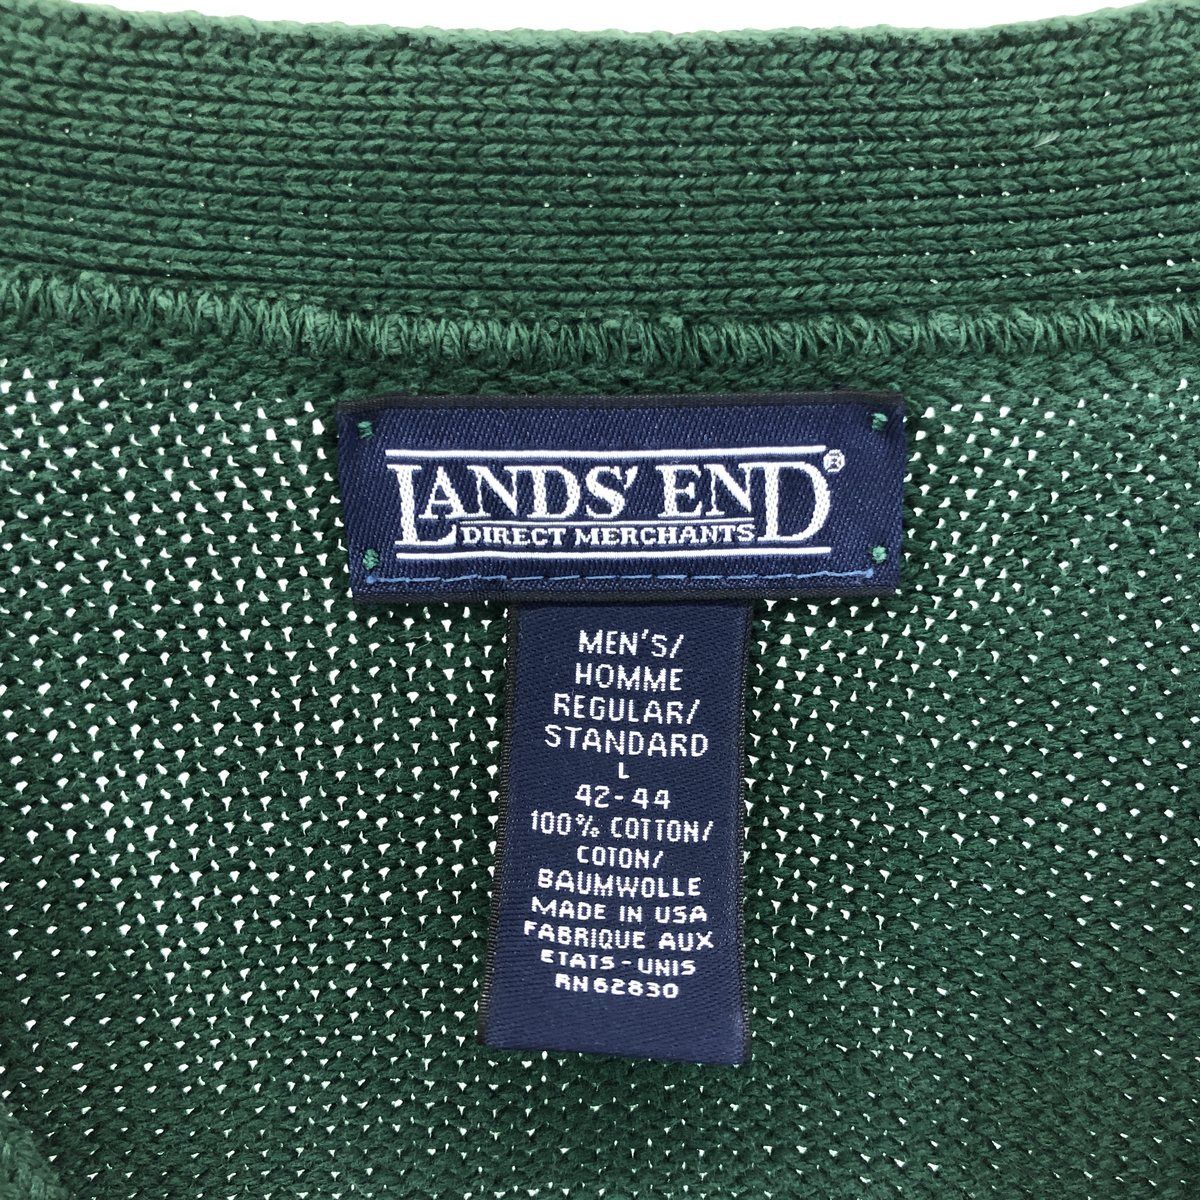 LANDS' END®
DIRECT MERCHANTS
MEN'S/
HOMME
REGULAR/
STANDARD
L
42-44
100% COTTON/
COTON/
BAUMWOLLE
MADE IN USA
FABRIQUE AUX
ETATS-UNIS
RN62830